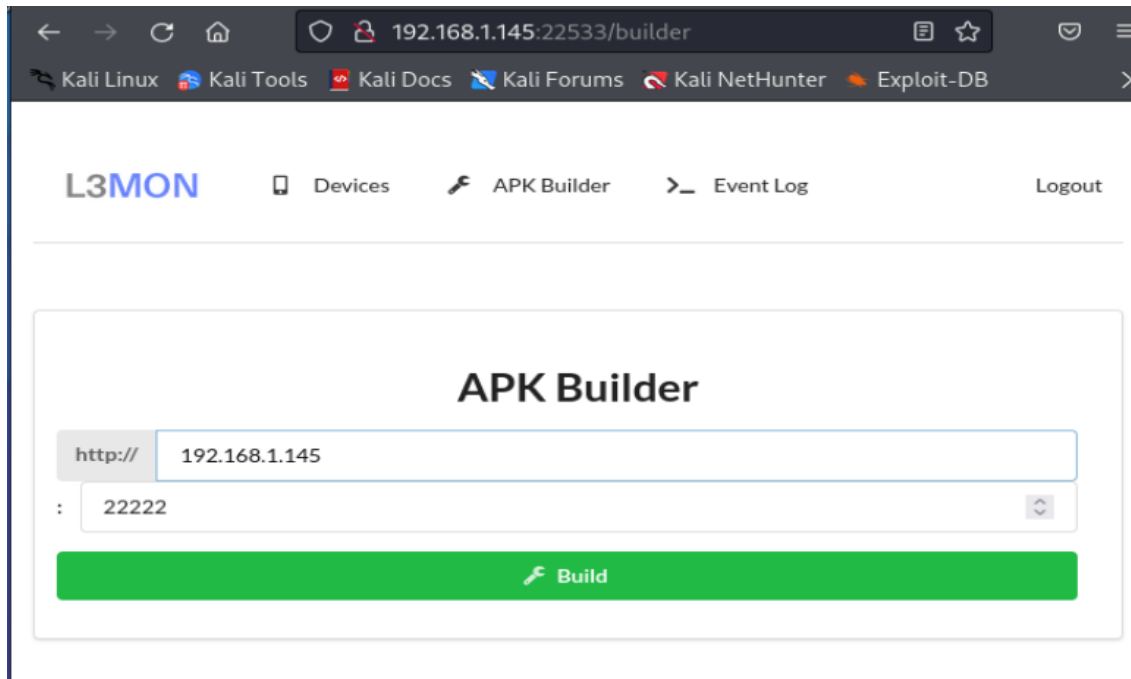 192.168.1.145:22533/builder
Kali Linux Kali Tools Kali Docs Kali Forums Kali NetHunter Exploit-DB
L3MON Devices APK Builder Event Log Logout
APK Builder
http:// 192.168.1.145
: 22222
Build